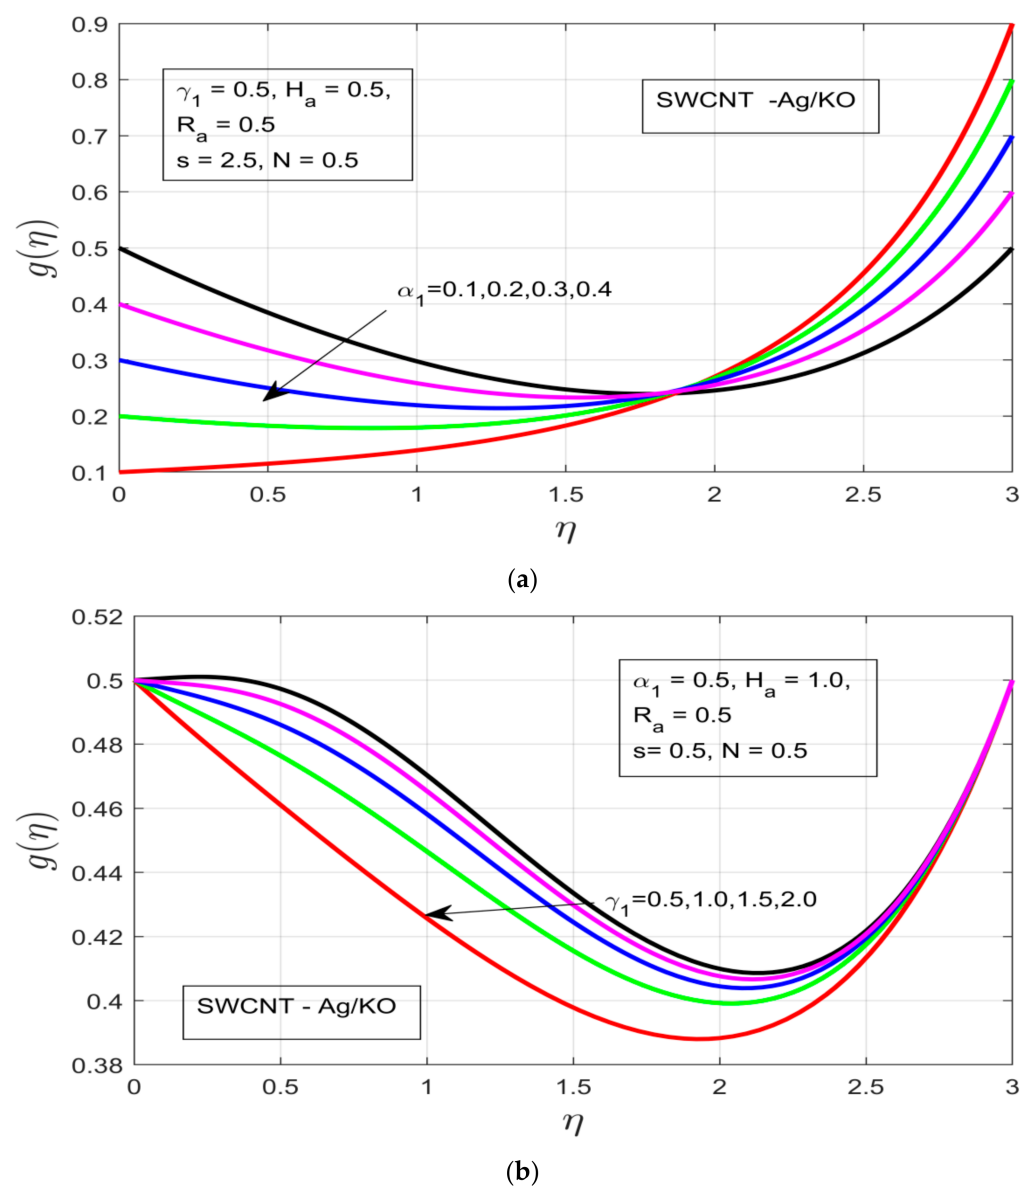 0.9
0.8
0.7
0.6
0.5
0.4
0.3
0.2
0.1
g(η)
γ1 = 0.5, Ha = 0.5,
Ra = 0.5
s = 2.5, N = 0.5
SWCNT -Ag/KO
α1=0.1,0.2,0.3,0.4
0 0.5 1 1.5 2 2.5 3
η
(a)
0.52
0.5
0.48
0.46
0.44
0.42
0.4
0.38
g(η)
α1 = 0.5, Ha = 1.0,
Ra = 0.5
s= 0.5, N = 0.5
γ1=0.5,1.0,1.5,2.0
SWCNT - Ag/KO
0 0.5 1 1.5 2 2.5 3
η
(b)